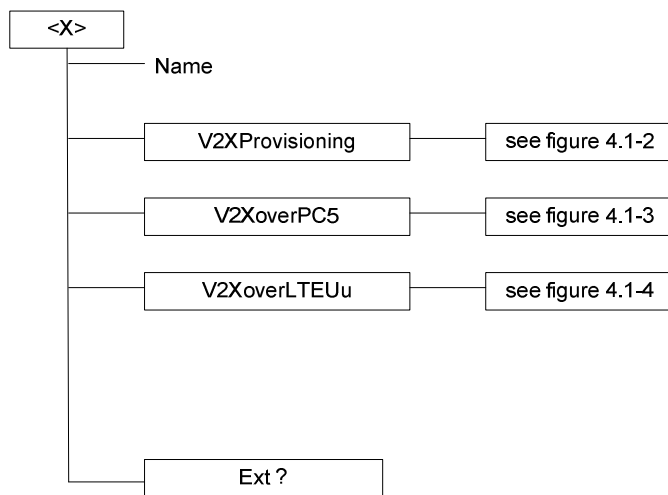 <X>
Name
V2XProvisioning see figure 4.1-2
V2XoverPC5 see figure 4.1-3
V2XoverLTEUu see figure 4.1-4
Ext ?